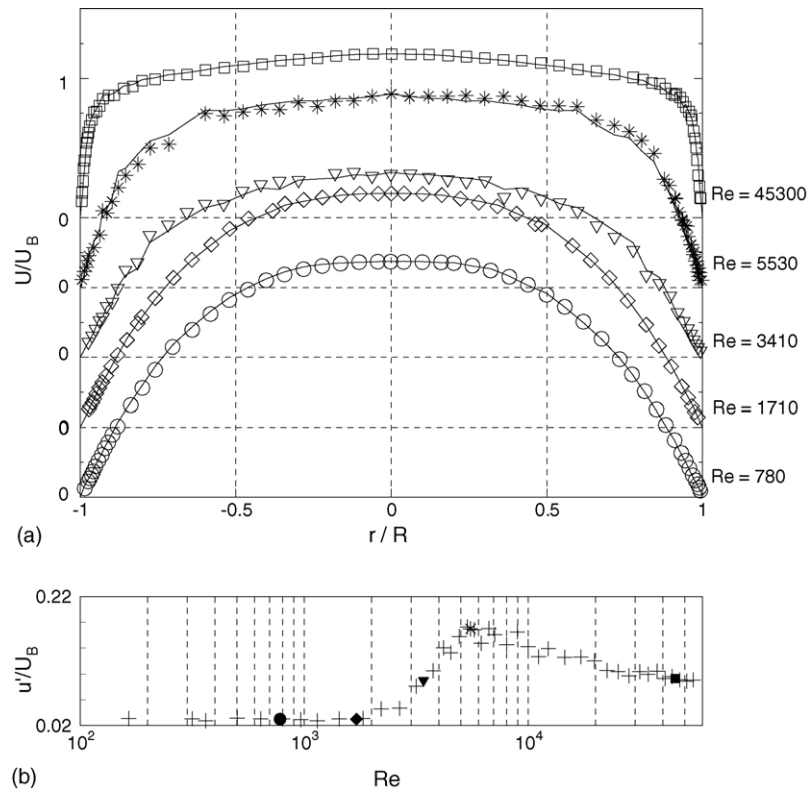 1
U/U_B
0
0
0
0
0
Re = 45300
Re = 5530
Re = 3410
Re = 1710
Re = 780
-1
-0.5
0
0.5
1
r / R
(a)
0.22
u'/U_B
0.02
10^2
10^3
10^4
Re
(b)